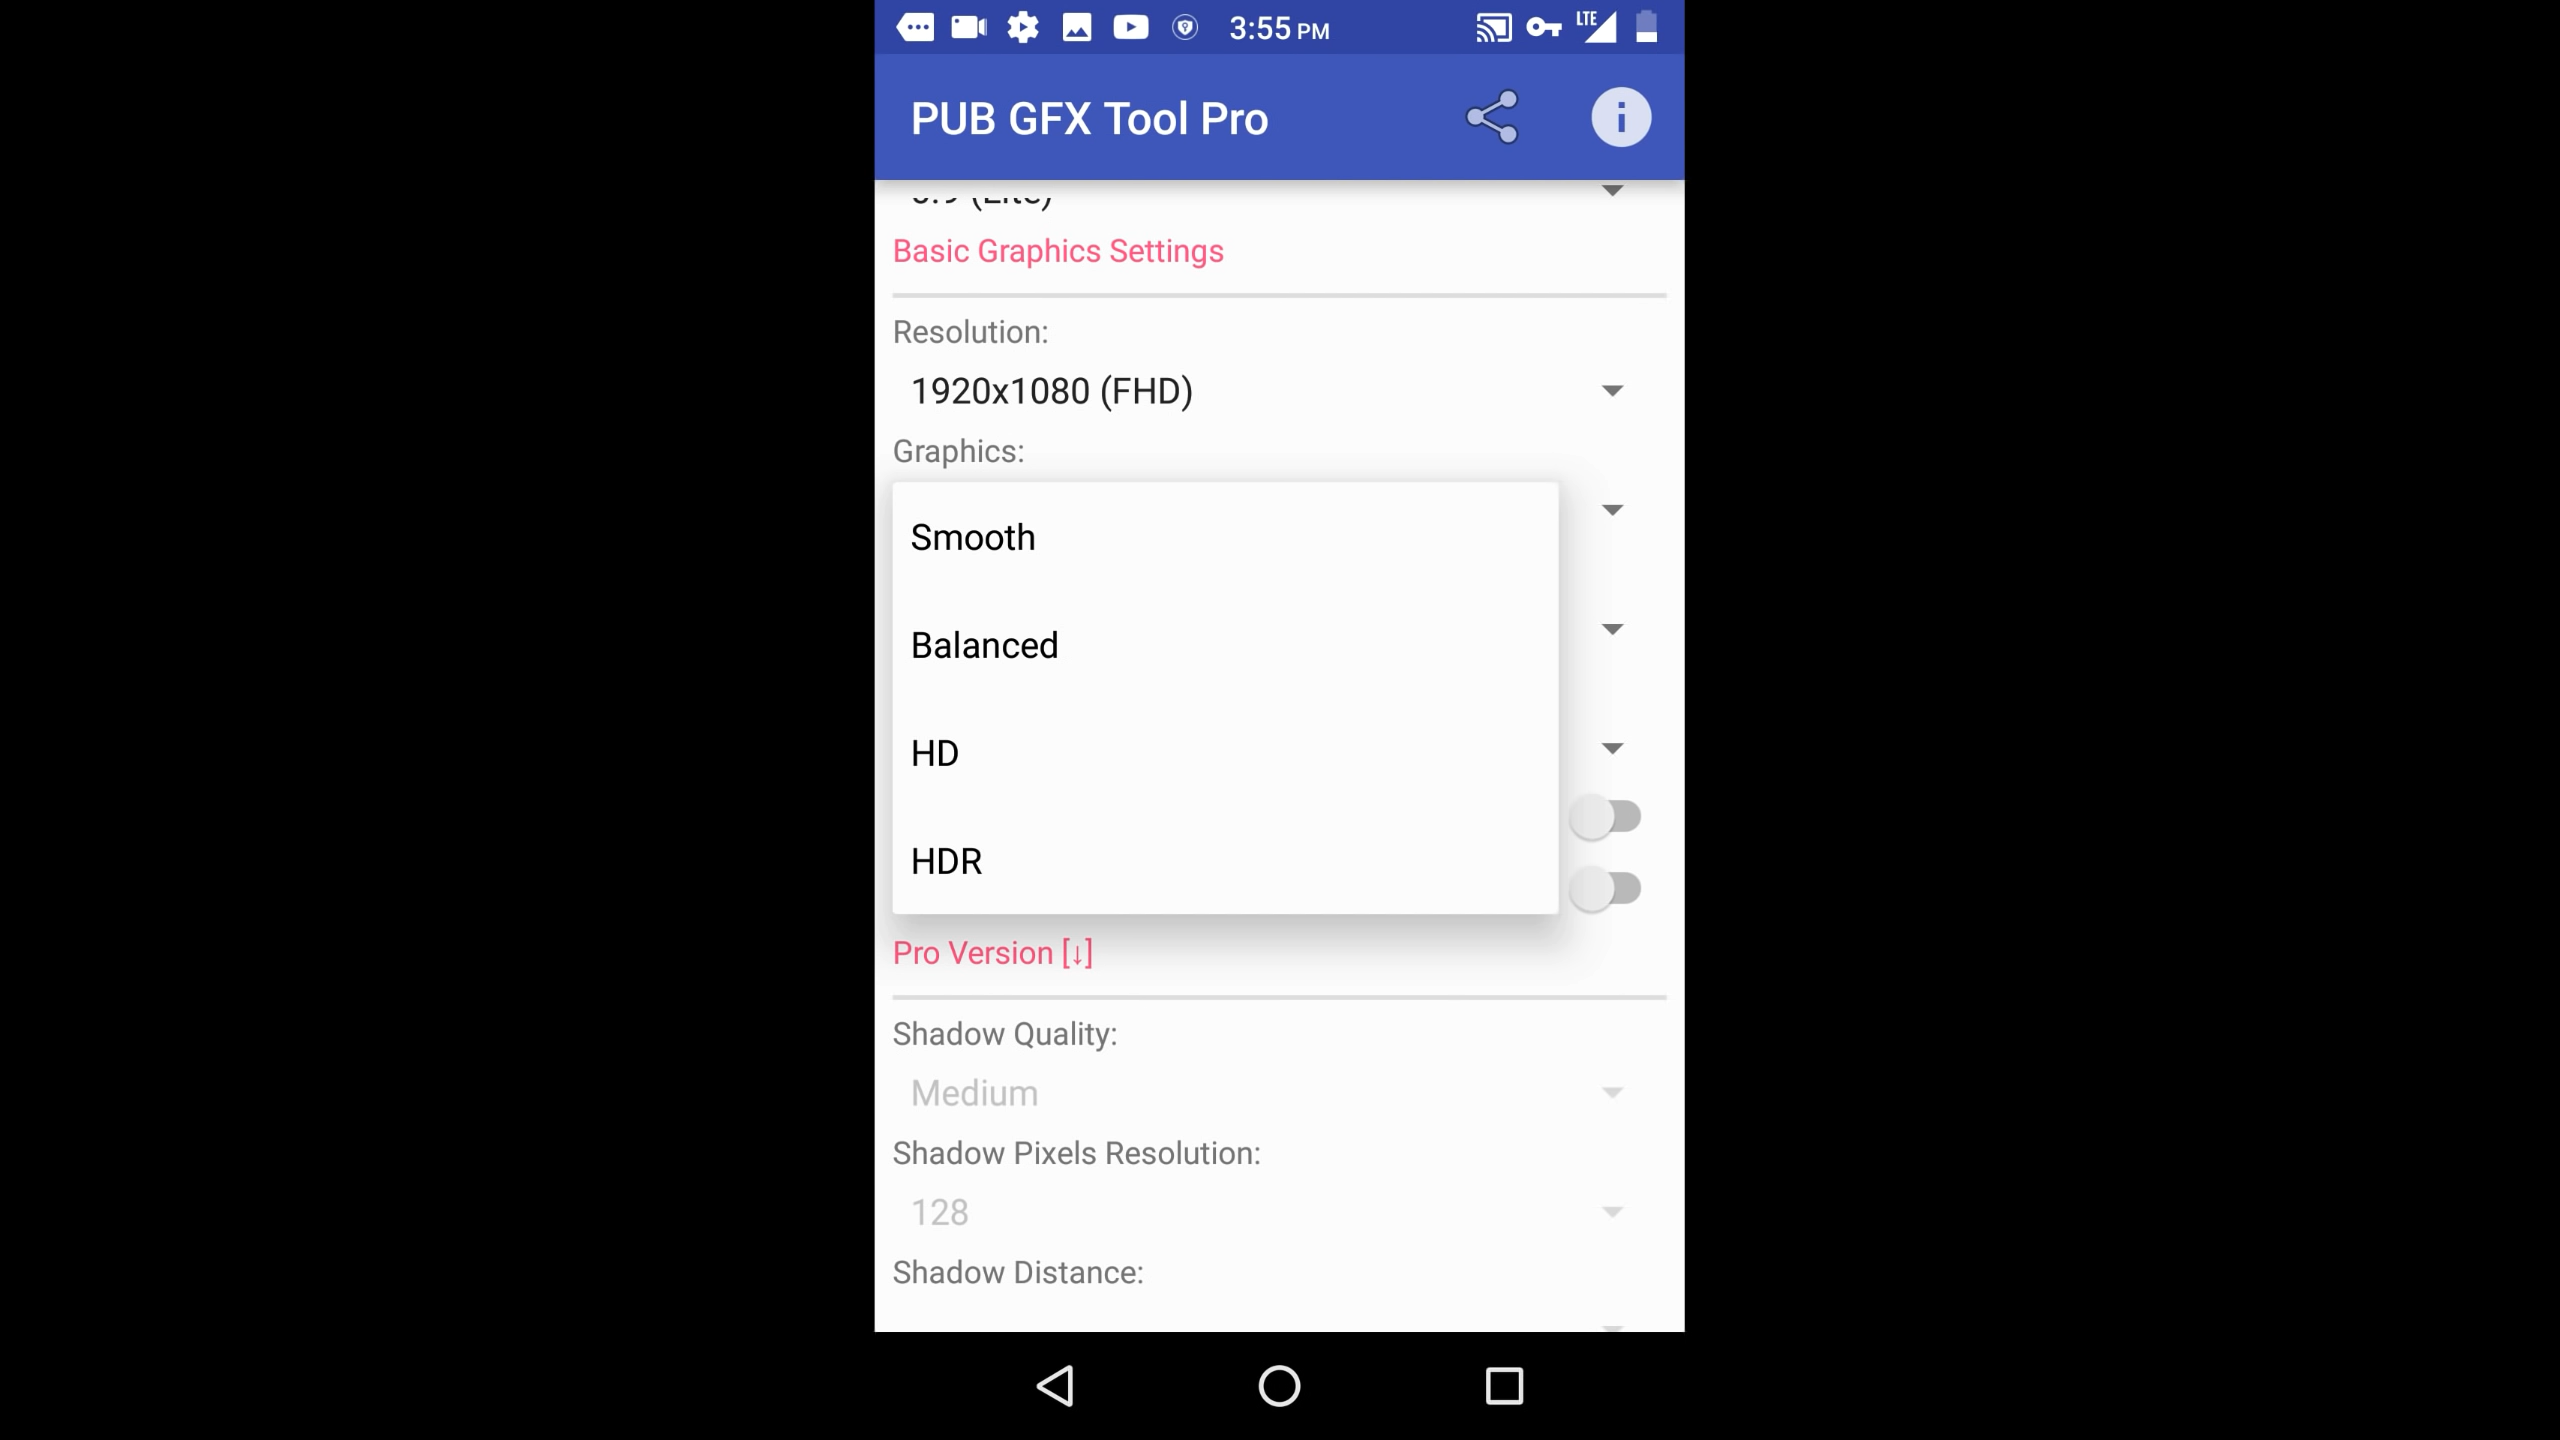 3:55 PM
LTE
PUB GFX Tool Pro
i
(Lite)
Basic Graphics Settings
Resolution:
1920x1080 (FHD)
Graphics:
Smooth
Balanced
HD
HDR
Pro Version [↓]
Shadow Quality:
Medium
Shadow Pixels Resolution:
128
Shadow Distance: